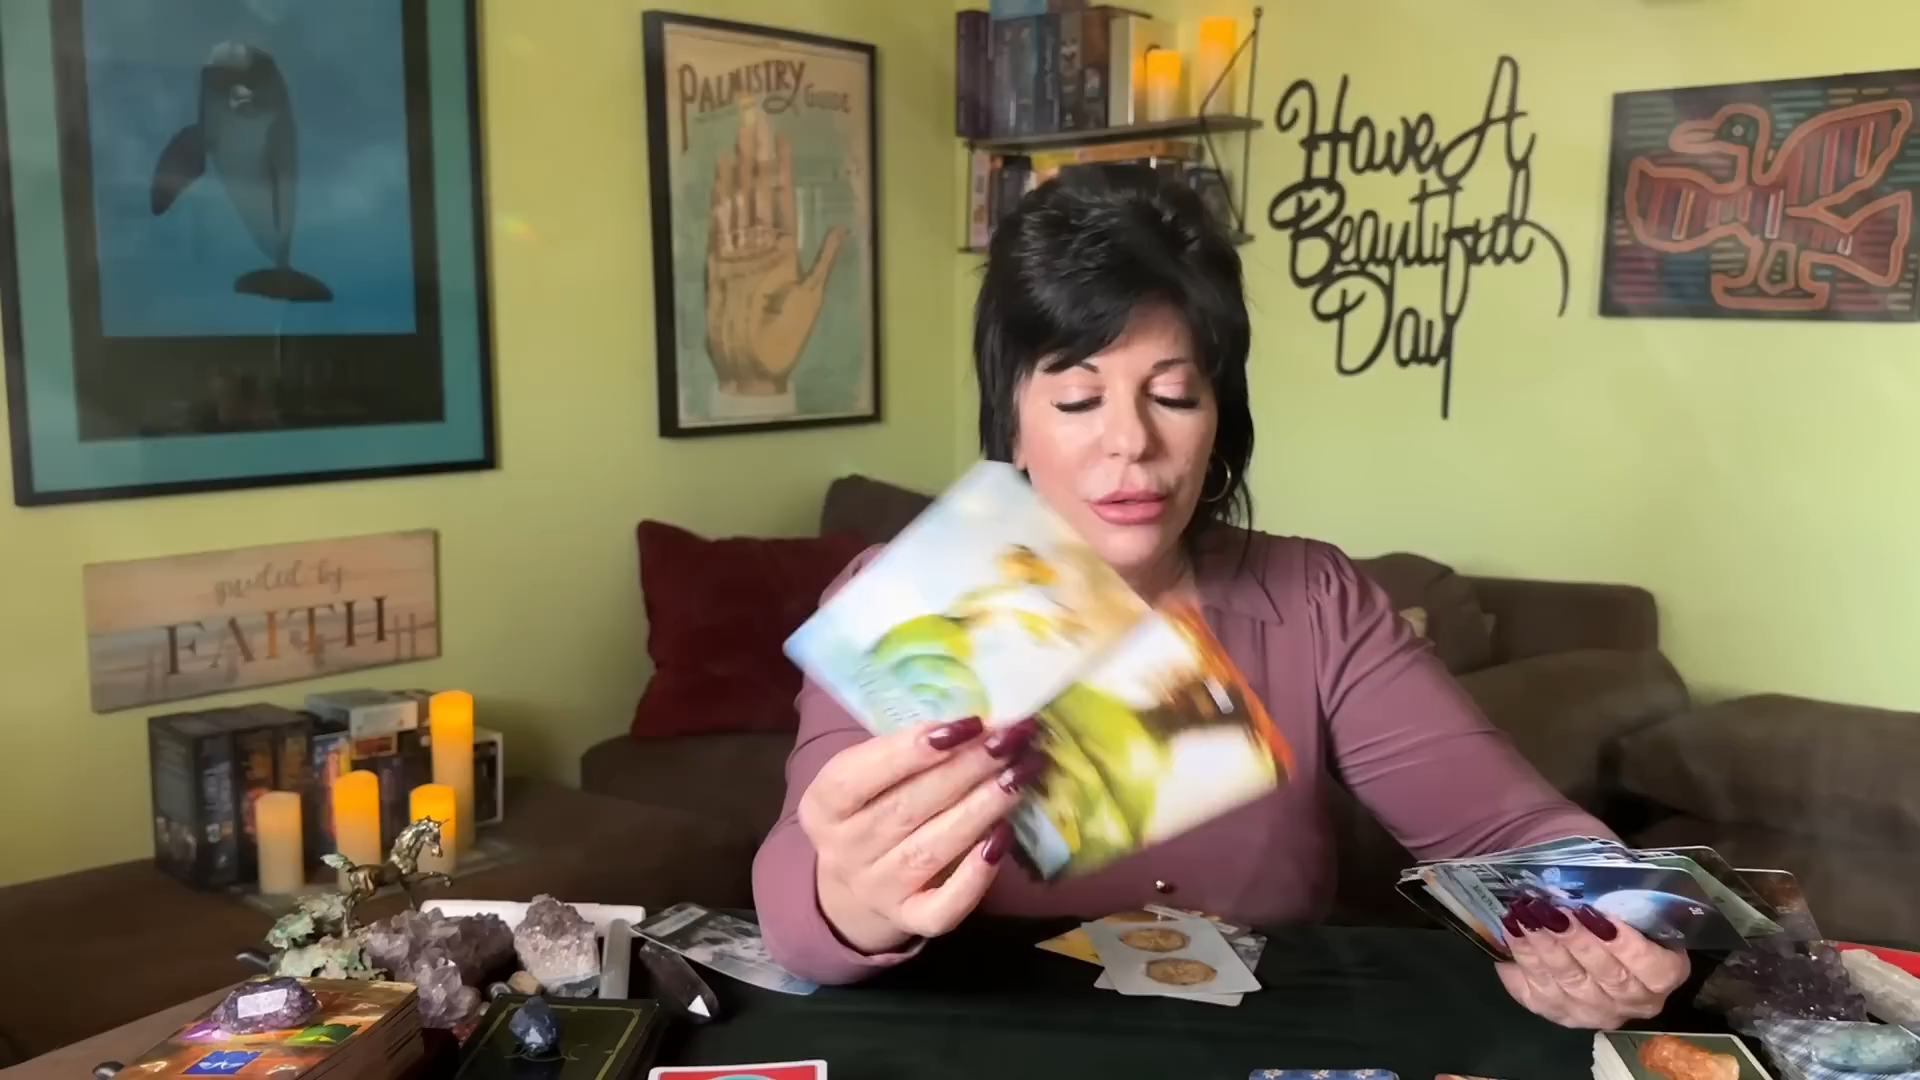 PALMISTRY
GUIDE
Have A
Beautiful
Day
guided by
FAITH